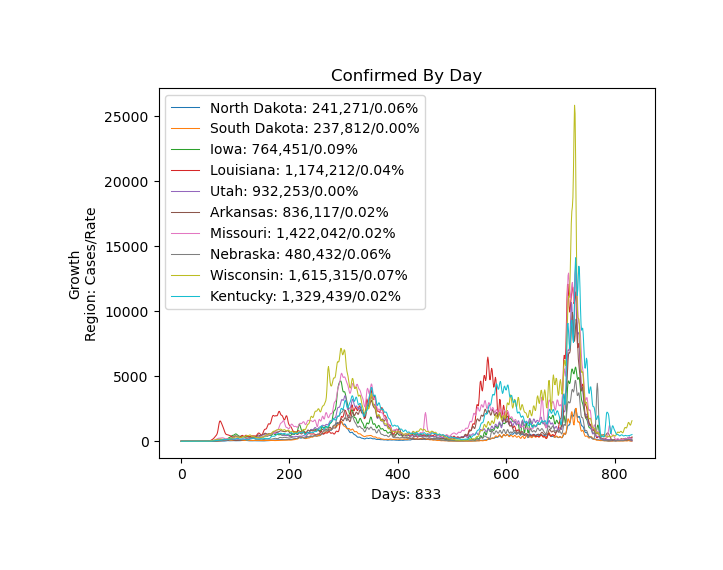 Confirmed By Day
25000
20000
15000
10000
5000
0
Growth
Region: Cases/Rate
North Dakota: 241,271/0.06%
South Dakota: 237,812/0.00%
Iowa: 764,451/0.09%
Louisiana: 1,174,212/0.04%
Utah: 932,253/0.00%
Arkansas: 836,117/0.02%
Missouri: 1,422,042/0.02%
Nebraska: 480,432/0.06%
Wisconsin: 1,615,315/0.07%
Kentucky: 1,329,439/0.02%
0 200 400 600 800
Days: 833